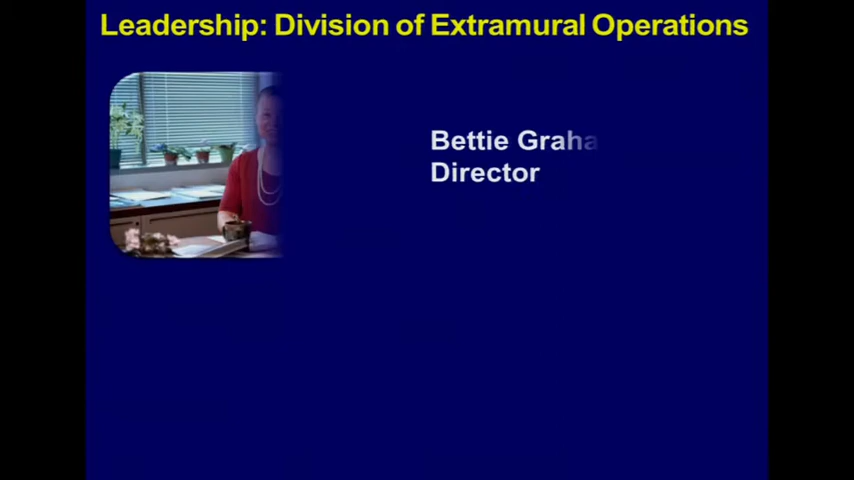 Leadership: Division of Extramural Operations
Bettie Graha
Director